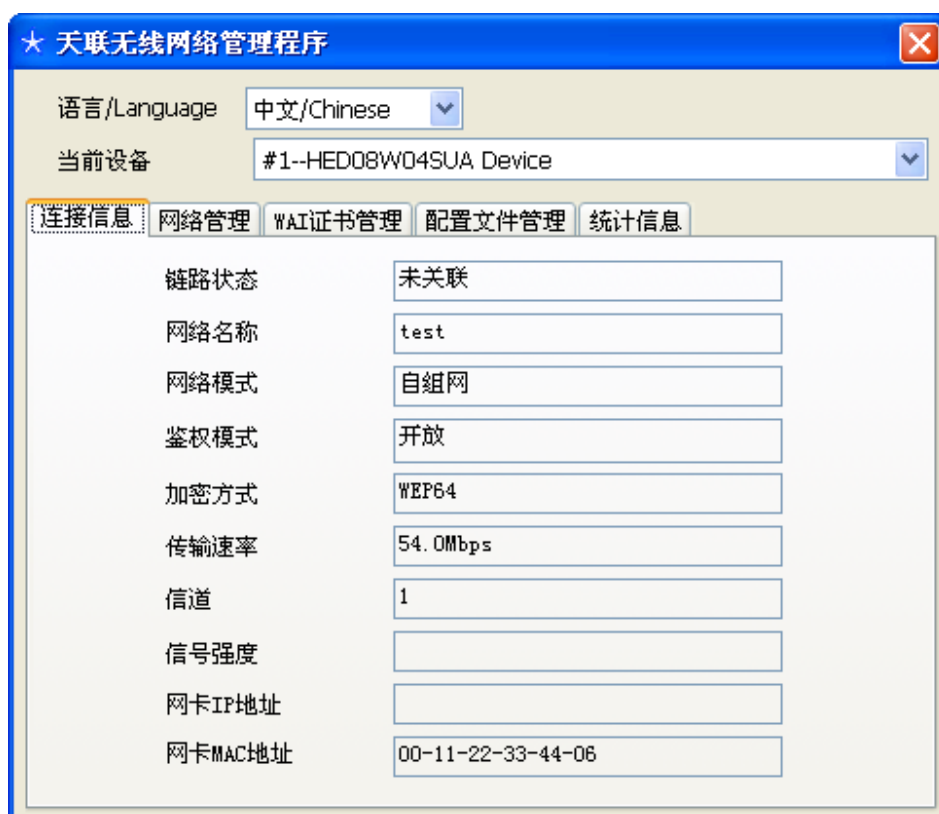 天联无线网络管理程序
语言/Language 中文/Chinese
当前设备 #1--HED08W04SUA Device
连接信息 网络管理 WAI证书管理 配置文件管理 统计信息
链路状态 未关联
网络名称 test
网络模式 自组网
鉴权模式 开放
加密方式 WEP64
传输速率 54.0Mbps
信道 1
信号强度
网卡IP地址
网卡MAC地址 00-11-22-33-44-06